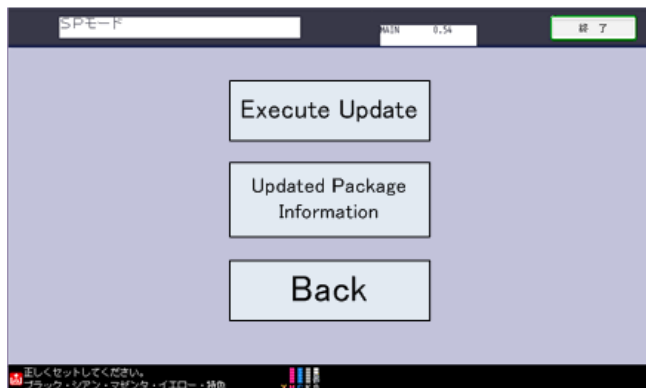 SPモード
MAIN 0.54
終 了
Execute Update
Updated Package
Information
Back
正しくセットしてください。
ブラック・シアン・マゼンタ・イエロー・特色